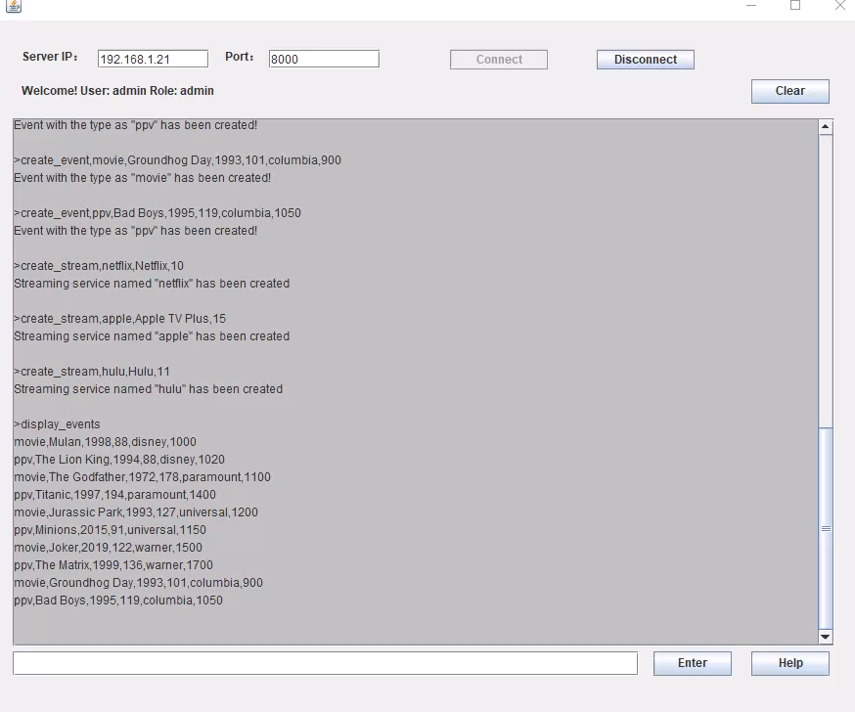 Server IP: 192.168.1.21 Port: 8000 Connect Disconnect
Welcome! User: admin Role: admin Clear
Event with the type as "ppv" has been created!
>create_event,movie,Groundhog Day,1993,101,columbia,900
Event with the type as "movie" has been created!
>create_event,ppv,Bad Boys,1995,119,columbia,1050
Event with the type as "ppv" has been created!
>create_stream,netflix,Netflix,10
Streaming service named "netflix" has been created
>create_stream,apple,Apple TV Plus,15
Streaming service named "apple" has been created
>create_stream,hulu,Hulu,11
Streaming service named "hulu" has been created
>display_events
movie,Mulan,1998,88,disney,1000
ppv,The Lion King,1994,88,disney,1020
movie,The Godfather,1972,178,paramount,1100
ppv,Titanic,1997,194,paramount,1400
movie,Jurassic Park,1993,127,universal,1200
ppv,Minions,2015,91,universal,1150
movie,Joker,2019,122,warner,1500
ppv,The Matrix,1999,136,warner,1700
movie,Groundhog Day,1993,101,columbia,900
ppv,Bad Boys,1995,119,columbia,1050
Enter Help